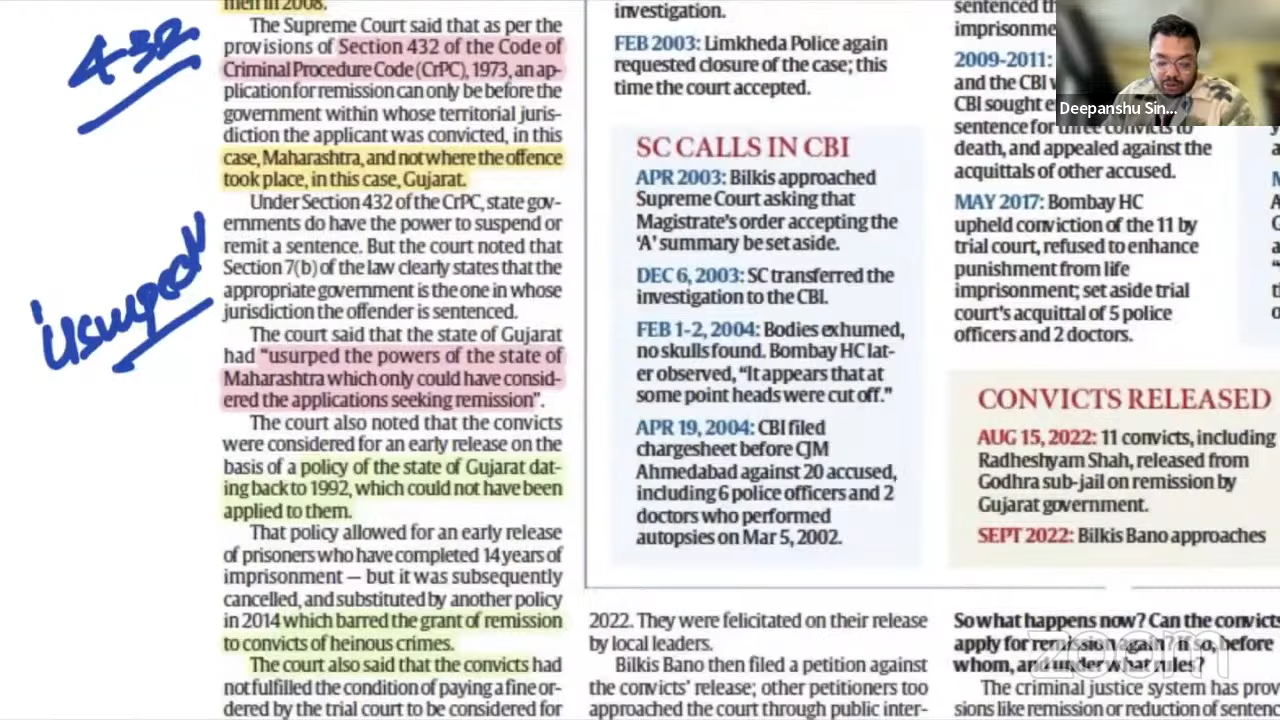 432
usurped
men in 2008.
The Supreme Court said that as per the
provisions of Section 432 of the Code of
Criminal Procedure Code (CrPC), 1973, an ap-
plication for remission can only be before the
government within whose territorial juris-
diction the applicant was convicted, in this
case, Maharashtra, and not where the offence
took place, in this case, Gujarat.
Under Section 432 of the CrPC, state gov-
ernments do have the power to suspend or
remit a sentence. But the court noted that
Section 7(b) of the law clearly states that the
appropriate government is the one in whose
jurisdiction the offender is sentenced.
The court said that the state of Gujarat
had "usurped the powers of the state of
Maharashtra which only could have consid-
ered the applications seeking remission".
The court also noted that the convicts
were considered for an early release on the
basis of a policy of the state of Gujarat dat-
ing back to 1992, which could not have been
applied to them.
That policy allowed for an early release
of prisoners who have completed 14 years of
imprisonment — but it was subsequently
cancelled, and substituted by another policy
in 2014 which barred the grant of remission
to convicts of heinous crimes.
The court also said that the convicts had
not fulfilled the condition of paying a fine or-
dered by the trial court to be considered for
investigation.
FEB 2003: Limkheda Police again
requested closure of the case; this
time the court accepted.
SC CALLS IN CBI
APR 2003: Bilkis approached
Supreme Court asking that
Magistrate's order accepting the
'A' summary be set aside.
DEC 6, 2003: SC transferred the
investigation to the CBI.
FEB 1-2, 2004: Bodies exhumed,
no skulls found. Bombay HC lat-
er observed, "It appears that at
some point heads were cut off."
APR 19, 2004: CBI filed
chargesheet before CJM
Ahmedabad against 20 accused,
including 6 police officers and 2
doctors who performed
autopsies on Mar 5, 2002.
2022. They were felicitated on their release
by local leaders.
Bilkis Bano then filed a petition against
the convicts' release; other petitioners too
approached the court through public inter-
sentenced
2009-2011:
and the CBI
CBI sought
sentence for three convicts to
death, and appealed against the
acquittals of other accused.
MAY 2017: Bombay HC
upheld conviction of the 11 by
trial court, refused to enhance
punishment from life
imprisonment; set aside trial
court's acquittal of 5 police
officers and 2 doctors.
CONVICTS RELEASED
AUG 15, 2022: 11 convicts, including
Radheshyam Shah, released from
Godhra sub-jail on remission by
Gujarat government.
SEPT 2022: Bilkis Bano approaches
So what happens now? Can the convicts
apply for remission again? If so, before
whom, and under what rules?
The criminal justice system has prov
sions like remission or reduction of sentenc
Deepanshu Sin...
zoom